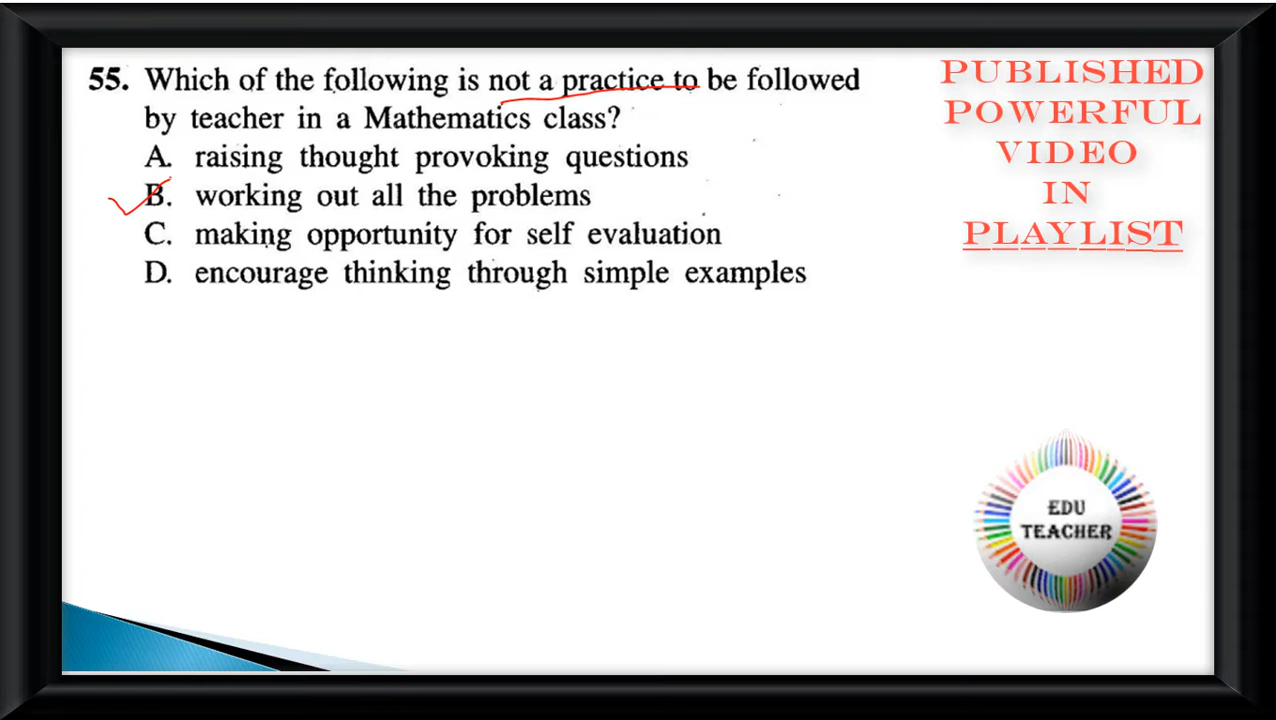 55. Which of the following is not a practice to be followed
by teacher in a Mathematics class?
A. raising thought provoking questions
B. working out all the problems
C. making opportunity for self evaluation
D. encourage thinking through simple examples
PUBLISHED
POWERFUL
VIDEO
IN
PLAYLIST
EDU
TEACHER